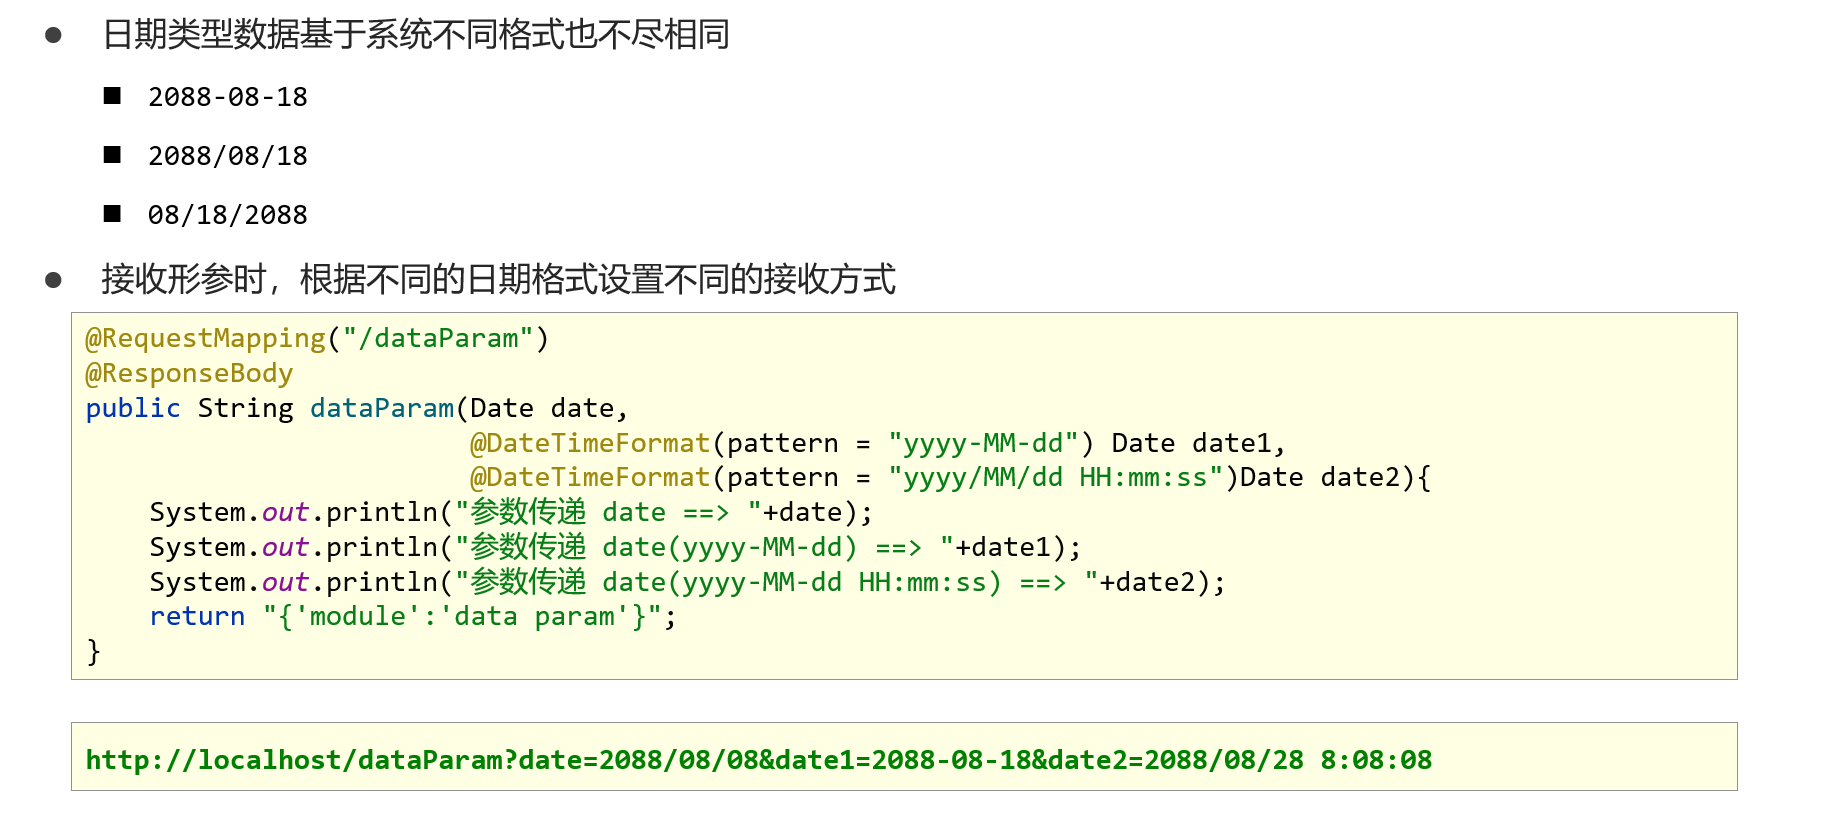 ● 日期类型数据基于系统不同格式也不尽相同
■ 2088-08-18
■ 2088/08/18
■ 08/18/2088
● 接收形参时，根据不同的日期格式设置不同的接收方式
@RequestMapping("/dataParam")
@ResponseBody
public String dataParam(Date date,
                        @DateTimeFormat(pattern = "yyyy-MM-dd") Date date1,
                        @DateTimeFormat(pattern = "yyyy/MM/dd HH:mm:ss")Date date2){
    System.out.println("参数传递 date ==> "+date);
    System.out.println("参数传递 date(yyyy-MM-dd) ==> "+date1);
    System.out.println("参数传递 date(yyyy-MM-dd HH:mm:ss) ==> "+date2);
    return "{'module':'data param'}";
}
http://localhost/dataParam?date=2088/08/08&date1=2088-08-18&date2=2088/08/28 8:08:08